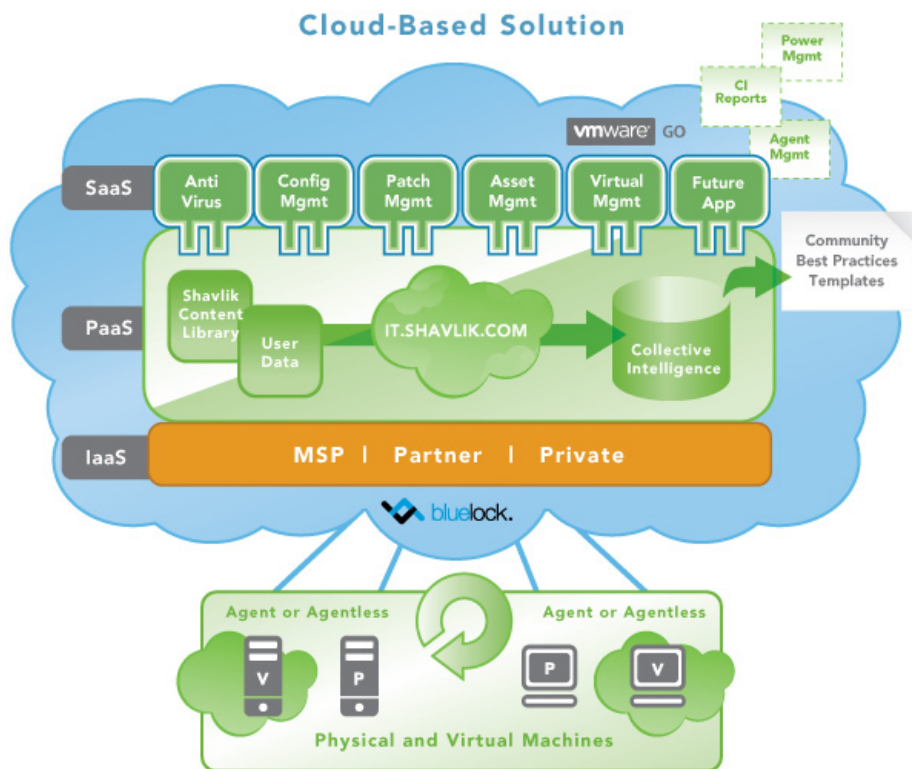 Cloud-Based Solution
Power
Mgmt
CI
Reports
Agent
Mgmt
vmware GO
SaaS
Anti
Virus
Config
Mgmt
Patch
Mgmt
Asset
Mgmt
Virtual
Mgmt
Future
App
Community
Best Practices
Templates
PaaS
Shavlik
Content
Library
User
Data
IT.SHAVLIK.COM
Collective
Intelligence
IaaS
MSP | Partner | Private
bluelock.
Agent or Agentless
Agent or Agentless
V
P
P
V
Physical and Virtual Machines